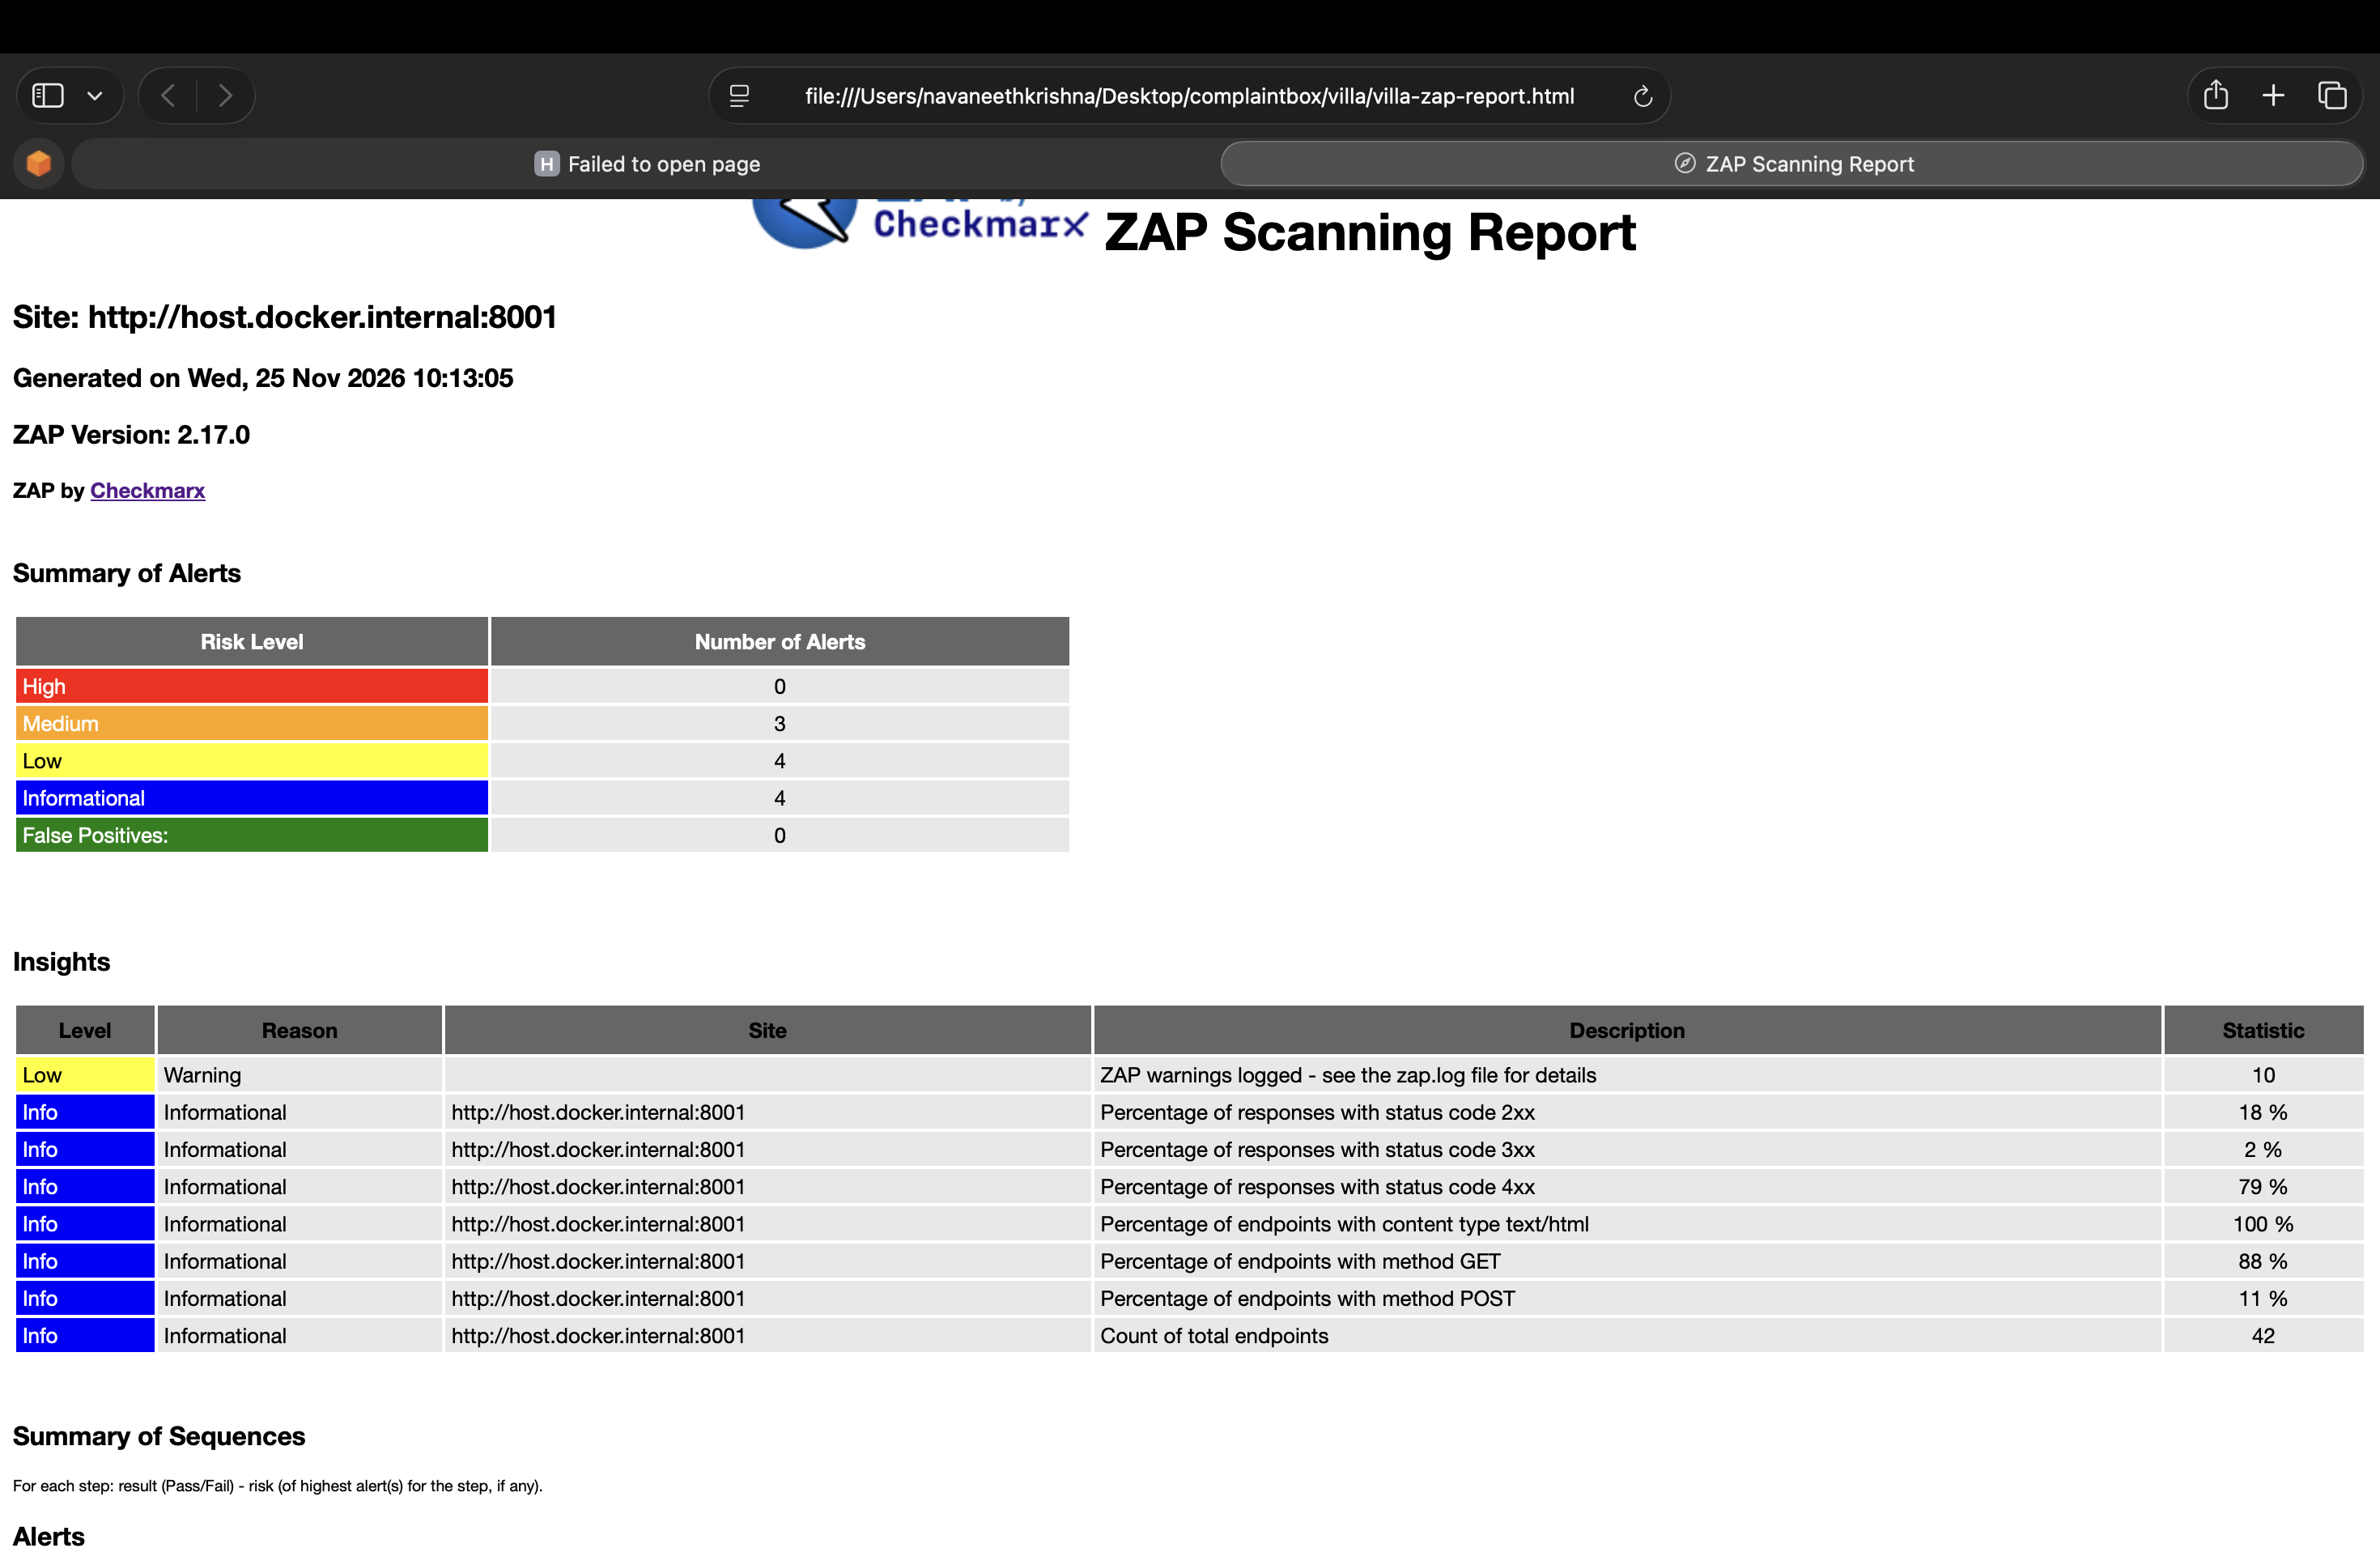 file:///Users/navaneethkrishna/Desktop/complaintbox/villa/villa-zap-report.html
H Failed to open page
ZAP Scanning Report
Checkmarx ZAP Scanning Report
Site: http://host.docker.internal:8001
Generated on Wed, 25 Nov 2026 10:13:05
ZAP Version: 2.17.0
ZAP by Checkmarx
Summary of Alerts
Risk Level Number of Alerts
High 0
Medium 3
Low 4
Informational 4
False Positives: 0
Insights
Level Reason Site Description Statistic
Low Warning ZAP warnings logged - see the zap.log file for details 10
Info Informational http://host.docker.internal:8001 Percentage of responses with status code 2xx 18 %
Info Informational http://host.docker.internal:8001 Percentage of responses with status code 3xx 2 %
Info Informational http://host.docker.internal:8001 Percentage of responses with status code 4xx 79 %
Info Informational http://host.docker.internal:8001 Percentage of endpoints with content type text/html 100 %
Info Informational http://host.docker.internal:8001 Percentage of endpoints with method GET 88 %
Info Informational http://host.docker.internal:8001 Percentage of endpoints with method POST 11 %
Info Informational http://host.docker.internal:8001 Count of total endpoints 42
Summary of Sequences
For each step: result (Pass/Fail) - risk (of highest alert(s) for the step, if any).
Alerts